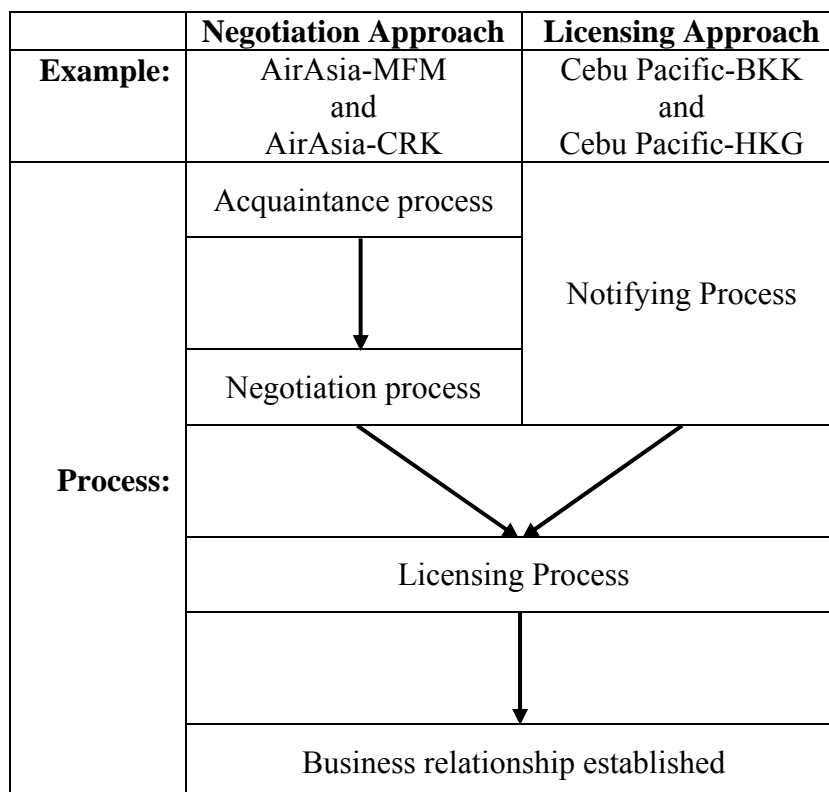 Negotiation Approach
Licensing Approach
Example:
AirAsia-MFM
and
AirAsia-CRK
Cebu Pacific-BKK
and
Cebu Pacific-HKG
Process:
Acquaintance process
Notifying Process
Negotiation process
Licensing Process
Business relationship established